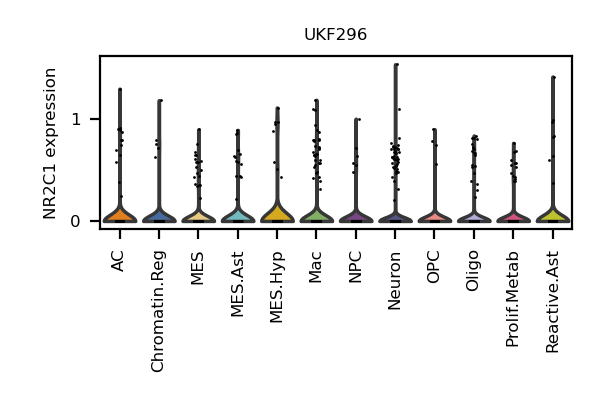 UKF296
NR2C1 expression
1
0
AC
Chromatin.Reg
MES
MES.Ast
MES.Hyp
Mac
NPC
Neuron
OPC
Oligo
Prolif.Metab
Reactive.Ast